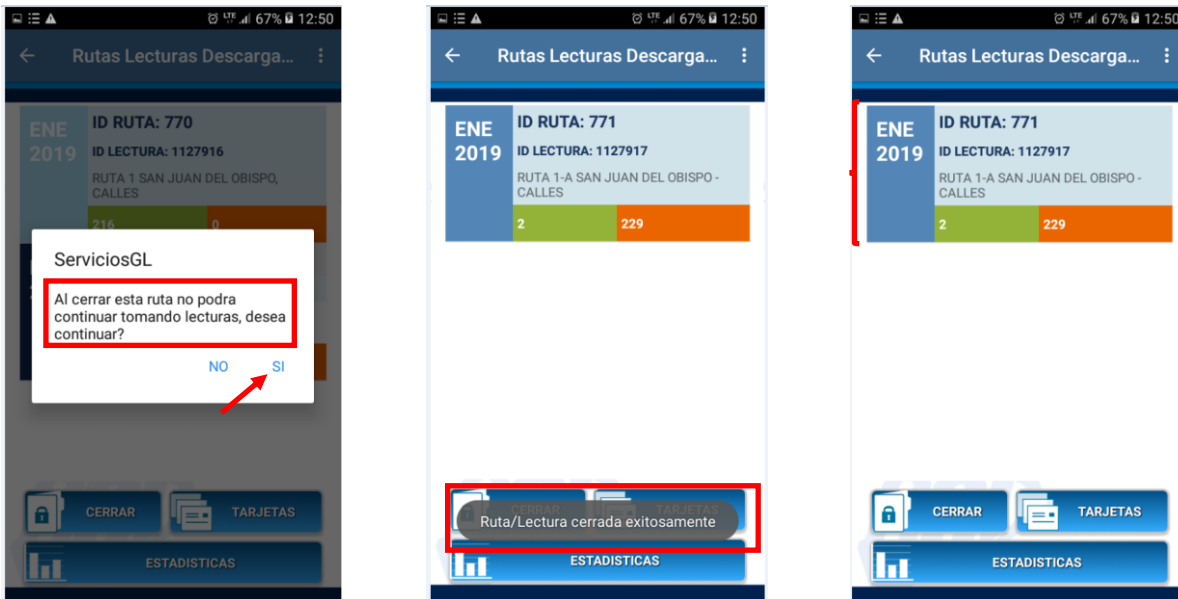 67% 12:50
Rutas Lecturas Descarga...
ENE
2019
ID RUTA: 770
ID LECTURA: 1127916
RUTA 1 SAN JUAN DEL OBISPO,
CALLES
216 0
ServiciosGL
Al cerrar esta ruta no podra
continuar tomando lecturas, desea
continuar?
NO SI
CERRAR TARJETAS
ESTADISTICAS
LTE 67% 12:50
Rutas Lecturas Descarga...
ENE
2019
ID RUTA: 771
ID LECTURA: 1127917
RUTA 1-A SAN JUAN DEL OBISPO -
CALLES
2 229
CERRAR TARJETAS
Ruta/Lectura cerrada exitosamente
ESTADISTICAS
LTE 67% 12:50
Rutas Lecturas Descarga...
ENE
2019
ID RUTA: 771
ID LECTURA: 1127917
RUTA 1-A SAN JUAN DEL OBISPO -
CALLES
2 229
CERRAR TARJETAS
ESTADISTICAS